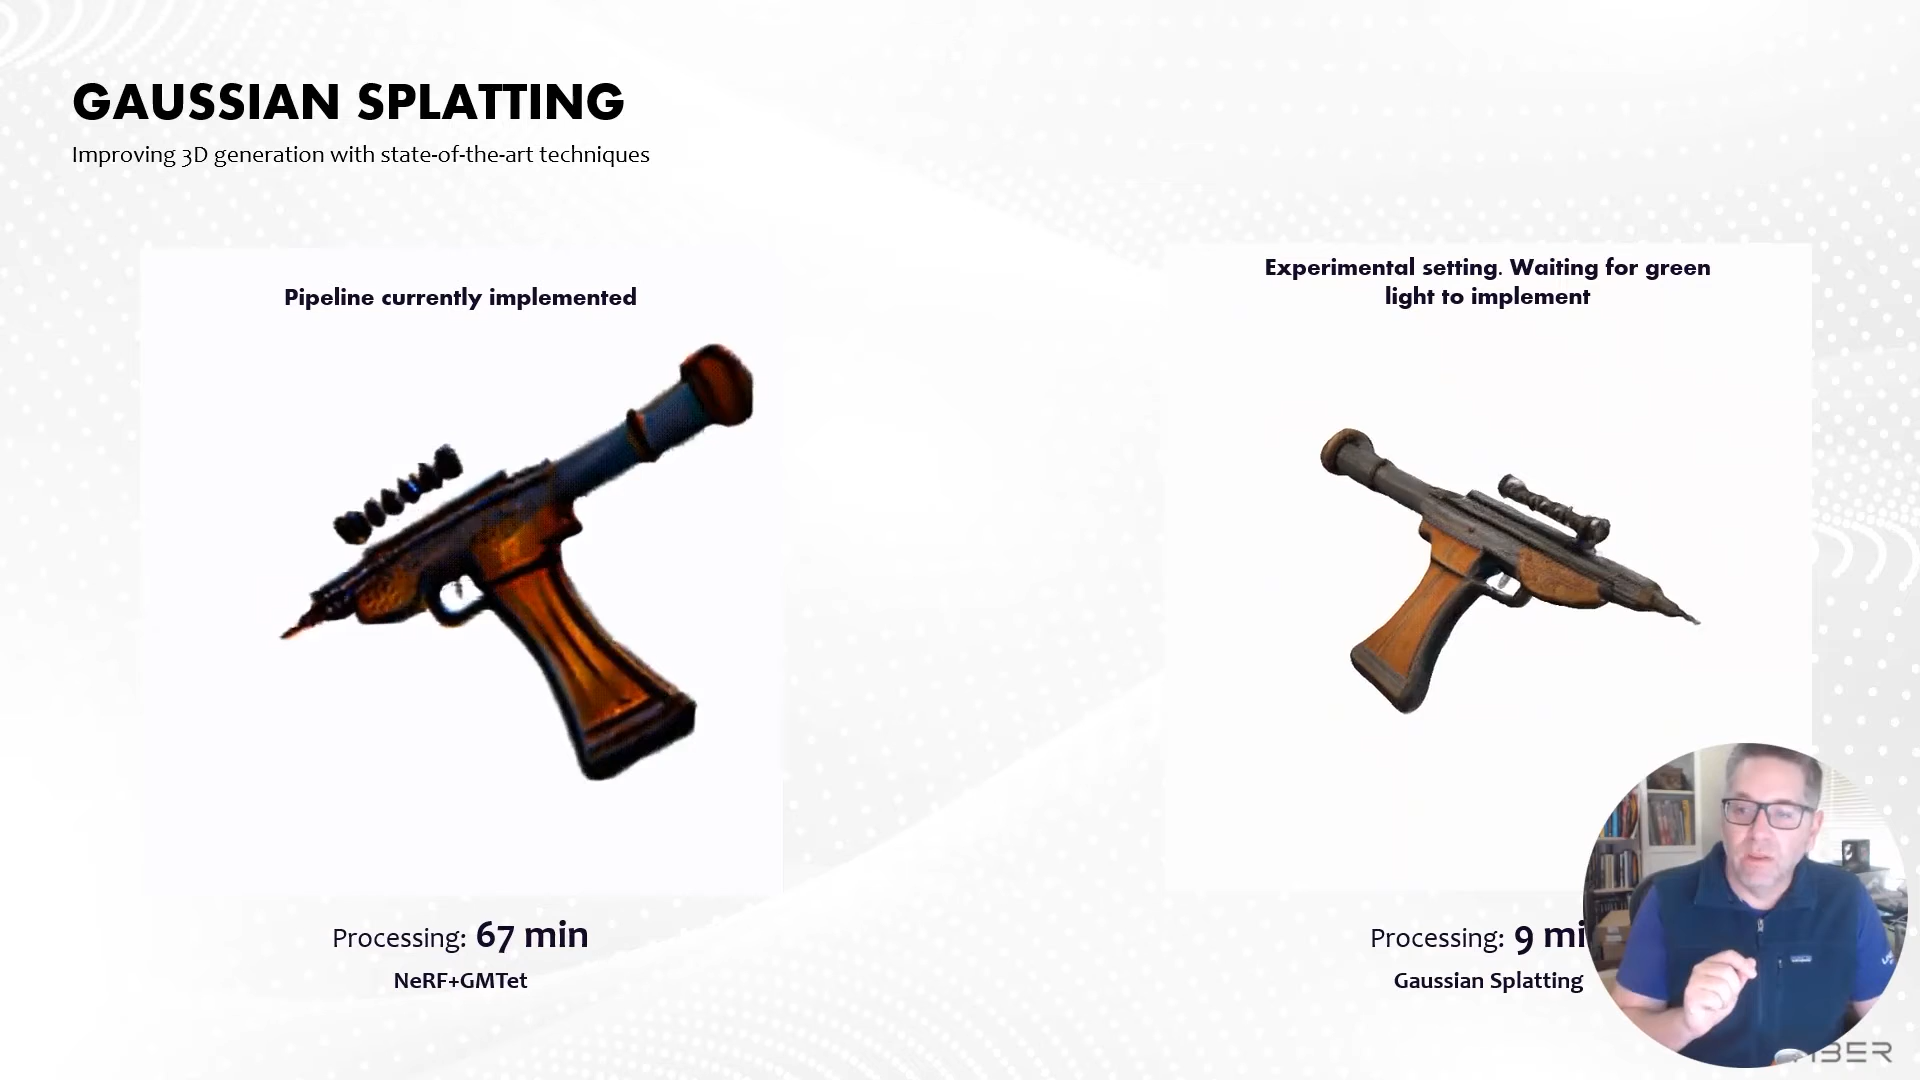 GAUSSIAN SPLATTING
Improving 3D generation with state-of-the-art techniques
Pipeline currently implemented
Experimental setting. Waiting for green
light to implement
Processing: 67 min
NeRF+GMTet
Processing: 9
Gaussian Splatting